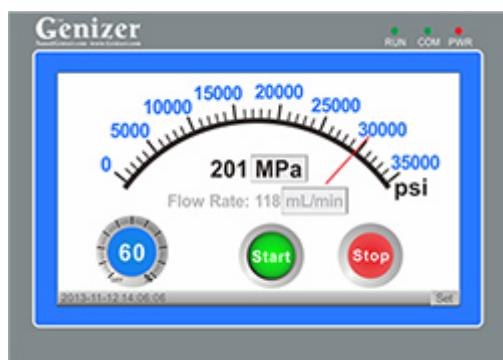 Genizer
RUN COM PWR
0 5000 10000 15000 20000 25000 30000 35000
psi
201 MPa
Flow Rate: 118 mL/min
60
Start
Stop
2013-11-12 14:06:06
Set